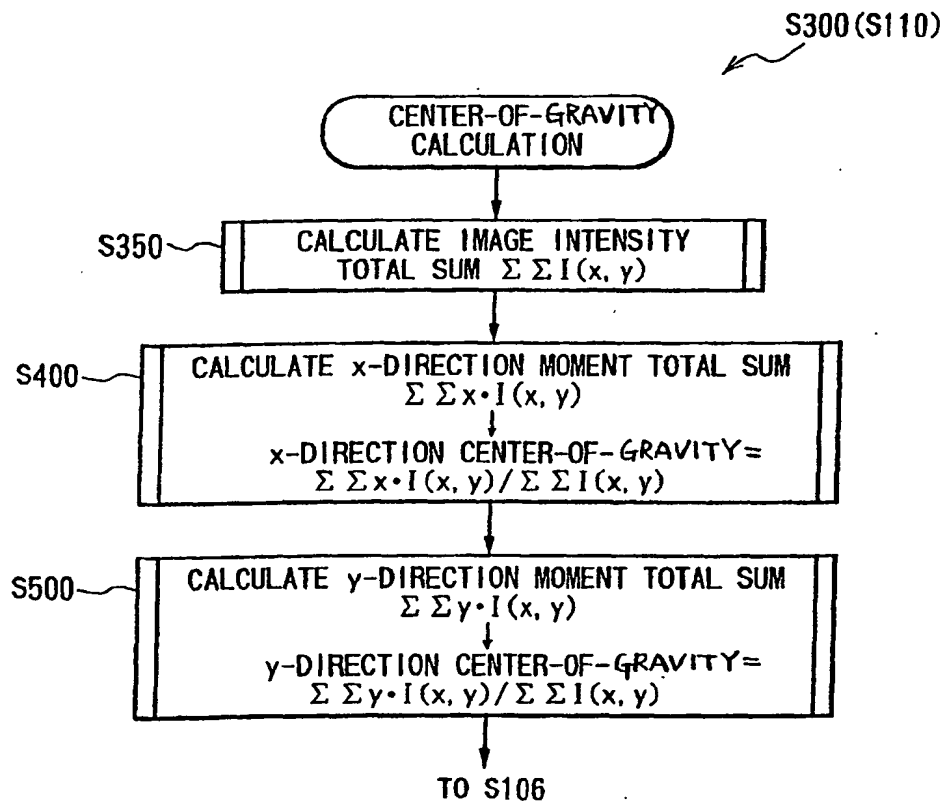 S300(S110)
CENTER-OF-GRAVITY
CALCULATION
S350
CALCULATE IMAGE INTENSITY
TOTAL SUM Σ Σ I(x, y)
S400
CALCULATE x-DIRECTION MOMENT TOTAL SUM
Σ Σ x・I(x, y)
x-DIRECTION CENTER-OF-GRAVITY=
Σ Σ x・I(x, y)/ Σ Σ I(x, y)
S500
CALCULATE y-DIRECTION MOMENT TOTAL SUM
Σ Σ y・I(x, y)
y-DIRECTION CENTER-OF-GRAVITY=
Σ Σ y・I(x, y)/ Σ Σ I(x, y)
TO S106